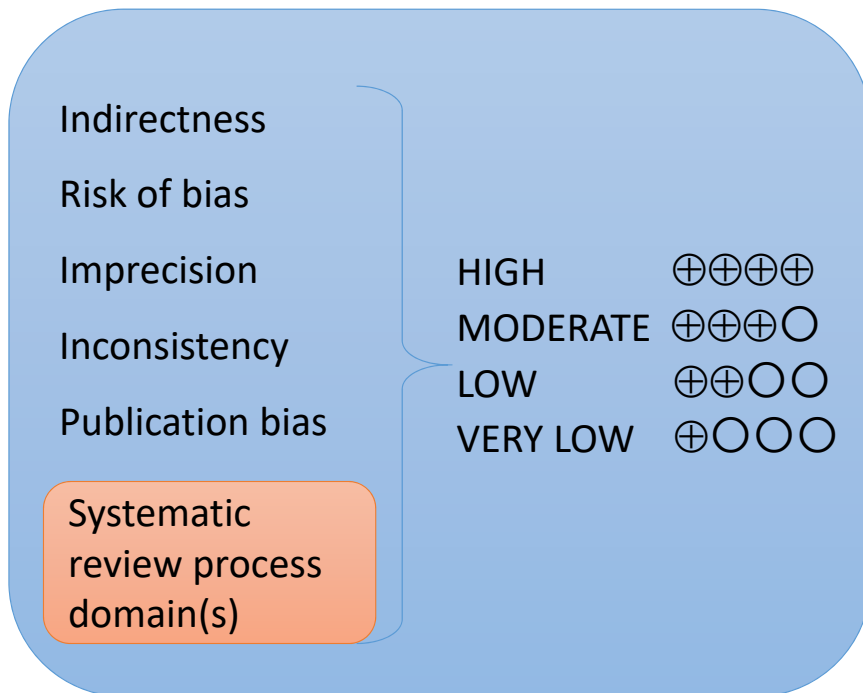 Indirectness
Risk of bias
Imprecision
Inconsistency
Publication bias
Systematic
review process
domain(s)
HIGH ⊕⊕⊕⊕
MODERATE ⊕⊕⊕○
LOW ⊕⊕○○
VERY LOW ⊕○○○